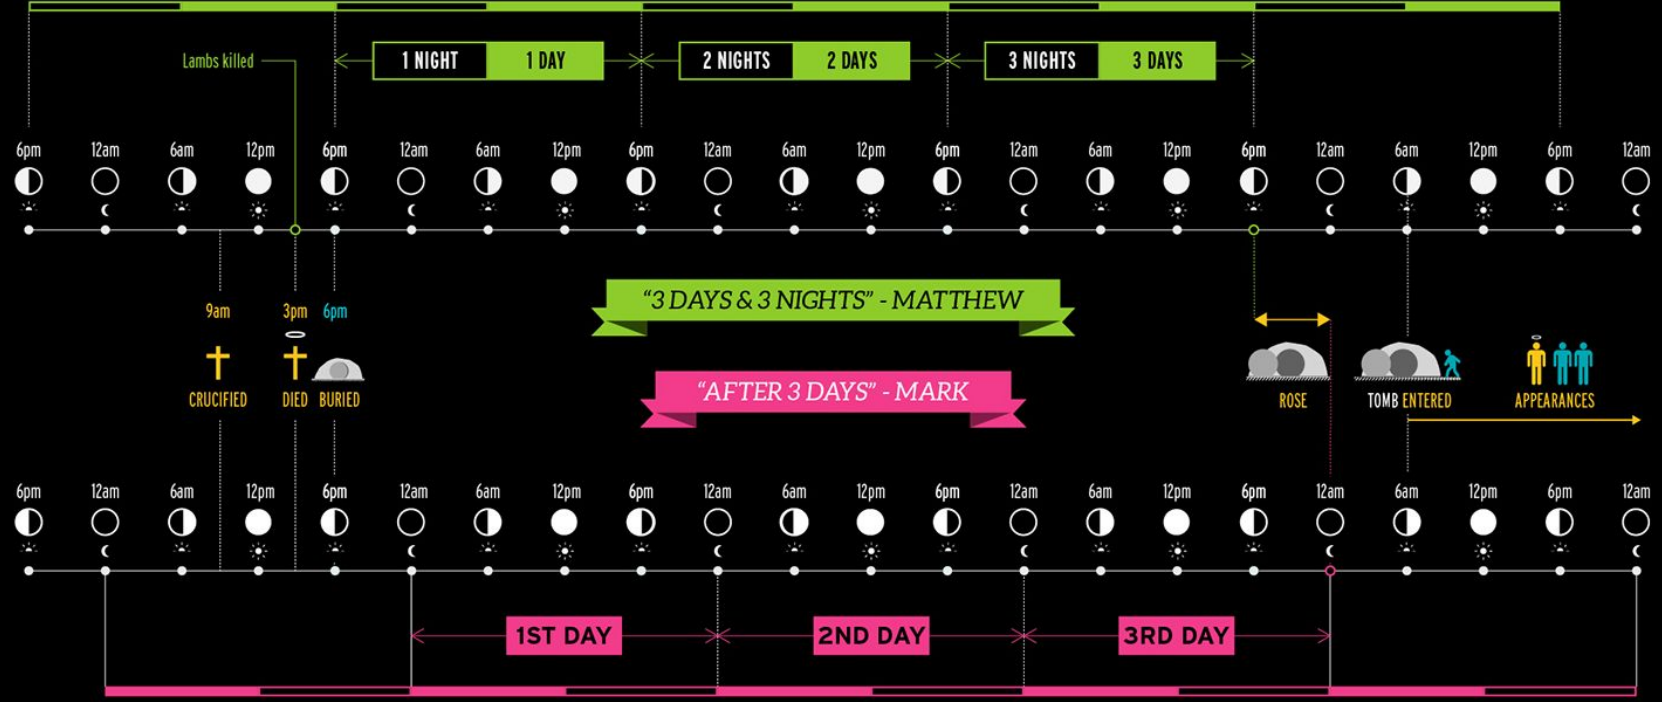 Lambs killed
1 NIGHT 1 DAY 2 NIGHTS 2 DAYS 3 NIGHTS 3 DAYS
6pm 12am 6am 12pm 6pm 12am 6am 12pm 6pm 12am 6am 12pm 6pm 12am 6am 12pm 6pm 12am 6am 12pm 6pm 12am
"3 DAYS & 3 NIGHTS" - MATTHEW
9am 3pm 6pm
"AFTER 3 DAYS" - MARK
CRUCIFIED DIED BURIED ROSE TOMB ENTERED APPEARANCES
6pm 12am 6am 12pm 6pm 12am 6am 12pm 6pm 12am 6am 12pm 6pm 12am 6am 12pm 6pm 12am 6am 12pm 6pm 12am
1ST DAY 2ND DAY 3RD DAY